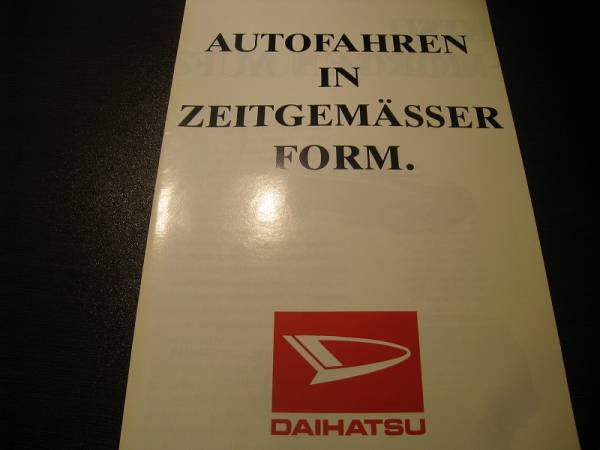 AUTOFAHREN
IN
ZEITGEMÄSSER
FORM.
DAIHATSU